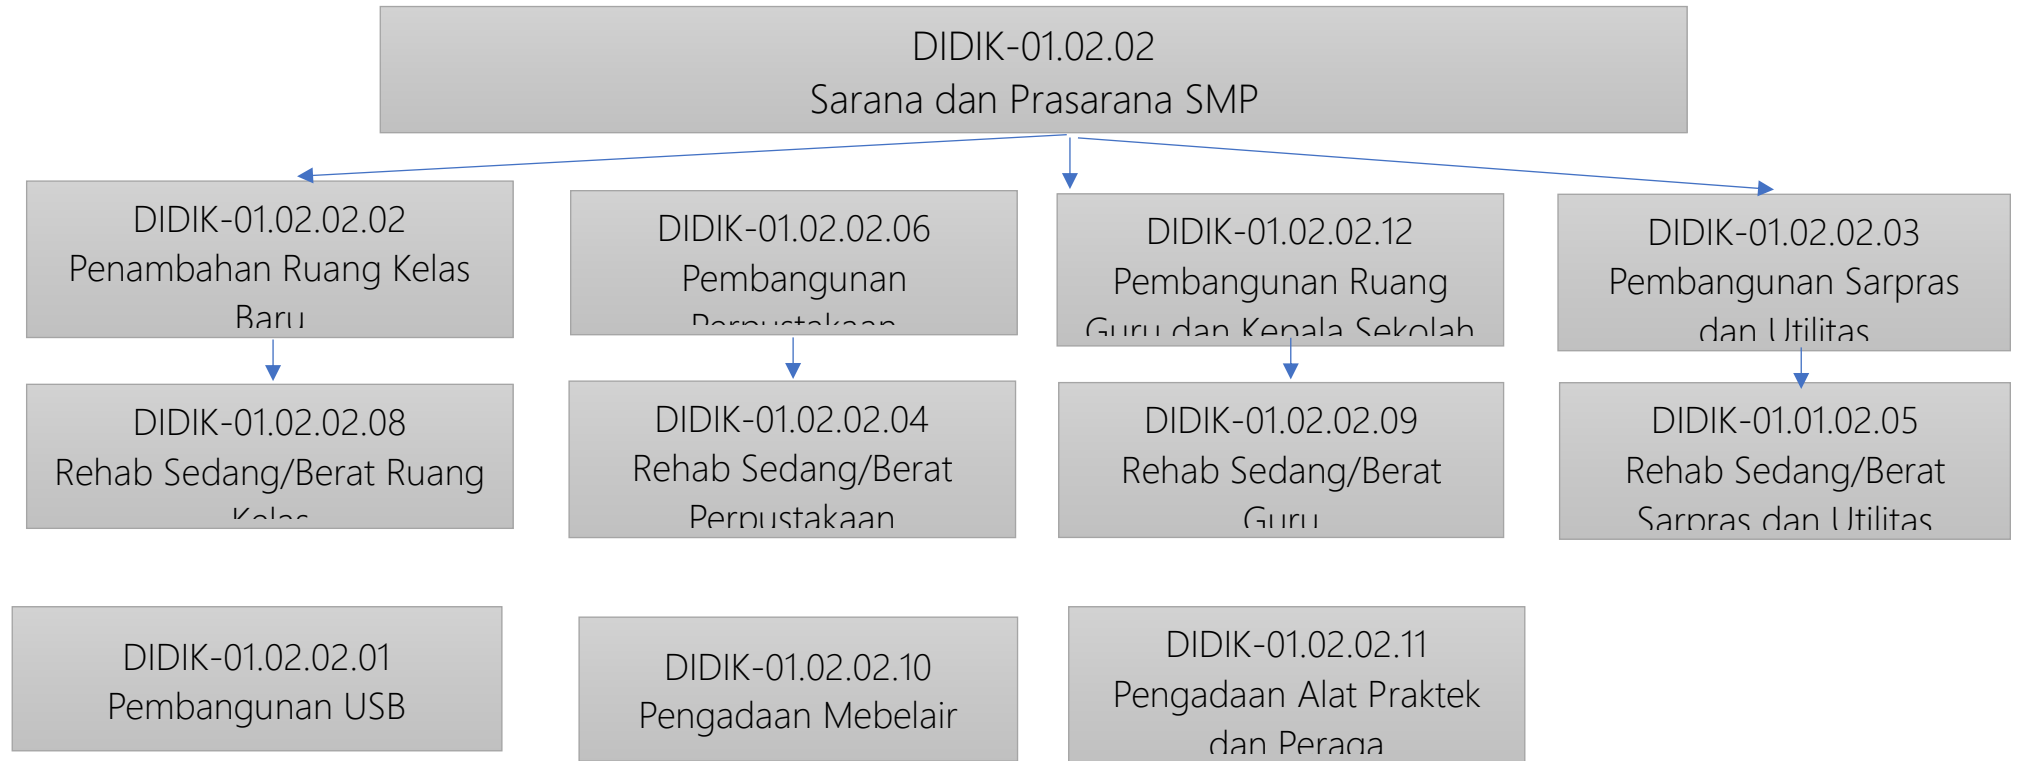 DIDIK-01.02.02
Sarana dan Prasarana SMP
DIDIK-01.02.02.02
Penambahan Ruang Kelas
Baru
DIDIK-01.02.02.06
Pembangunan
Perpustakaan
DIDIK-01.02.02.12
Pembangunan Ruang
Guru dan Kepala Sekolah
DIDIK-01.02.02.03
Pembangunan Sarpras
dan Utilitas
DIDIK-01.02.02.08
Rehab Sedang/Berat Ruang
Kelas
DIDIK-01.02.02.04
Rehab Sedang/Berat
Perpustakaan
DIDIK-01.02.02.09
Rehab Sedang/Berat
Guru
DIDIK-01.01.02.05
Rehab Sedang/Berat
Sarpras dan Utilitas
DIDIK-01.02.02.01
Pembangunan USB
DIDIK-01.02.02.10
Pengadaan Mebelair
DIDIK-01.02.02.11
Pengadaan Alat Praktek
dan Peraga